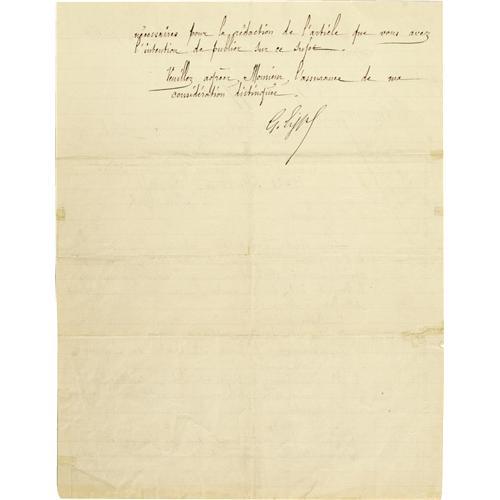 nécessaires pour la rédaction de l'article que vous avez
l'intention de publier sur ce sujet.
Veuillez agréer, Monsieur, l'assurance de ma
considération distinguée.